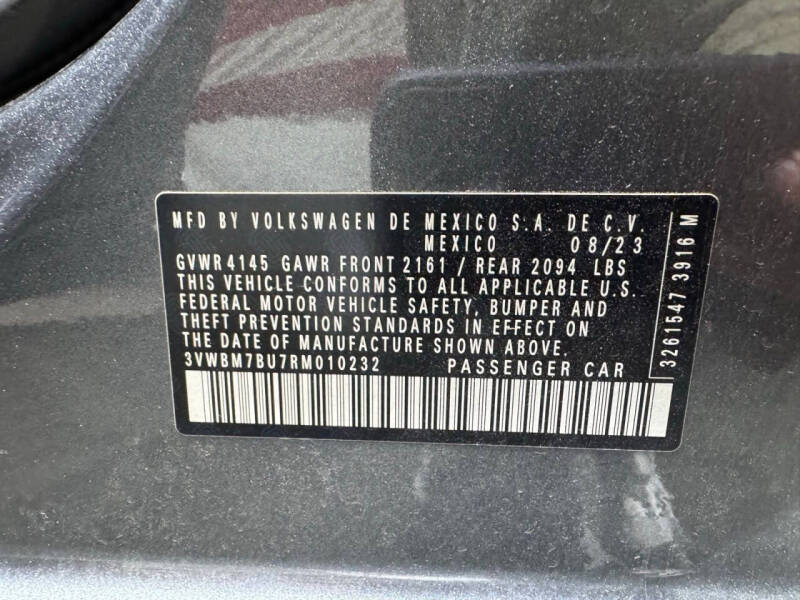 MFD BY VOLKSWAGEN DE MEXICO S.A. DE C.V.
MEXICO 08/23
GVWR 4145 GAWR FRONT 2161 / REAR 2094 LBS
THIS VEHICLE CONFORMS TO ALL APPLICABLE U.S.
FEDERAL MOTOR VEHICLE SAFETY, BUMPER AND
THEFT PREVENTION STANDARDS IN EFFECT ON
THE DATE OF MANUFACTURE SHOWN ABOVE.
3VWBM7BU7RM010232 PASSENGER CAR
3261547 3916 M